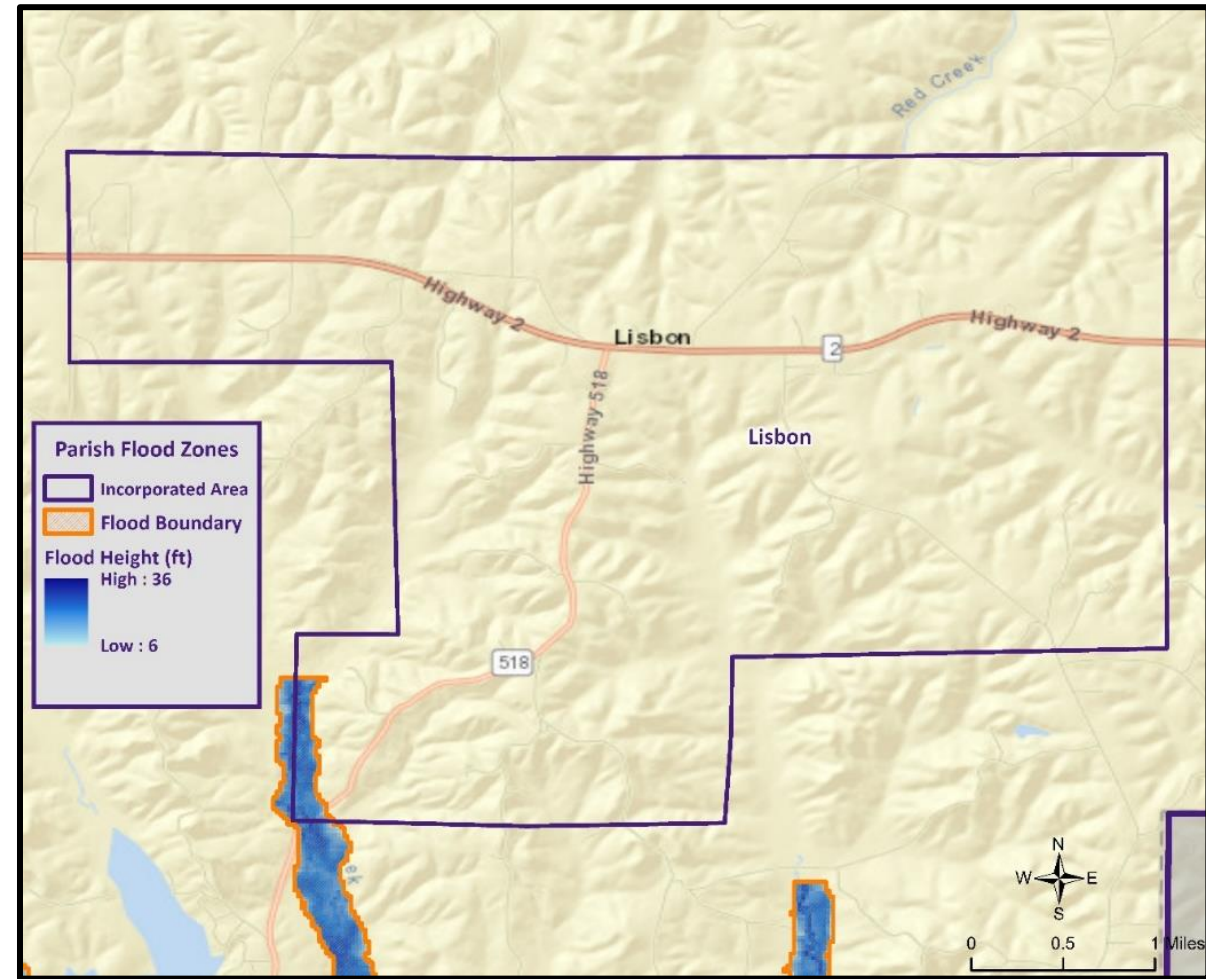 Red Creek
Highway 2
Lisbon
2
Highway 2
Highway 518
Lisbon
Parish Flood Zones
Incorporated Area
Flood Boundary
Flood Height (ft)
High : 36
Low : 6
518
ek
N
W E
S
0 0.5 1 Miles